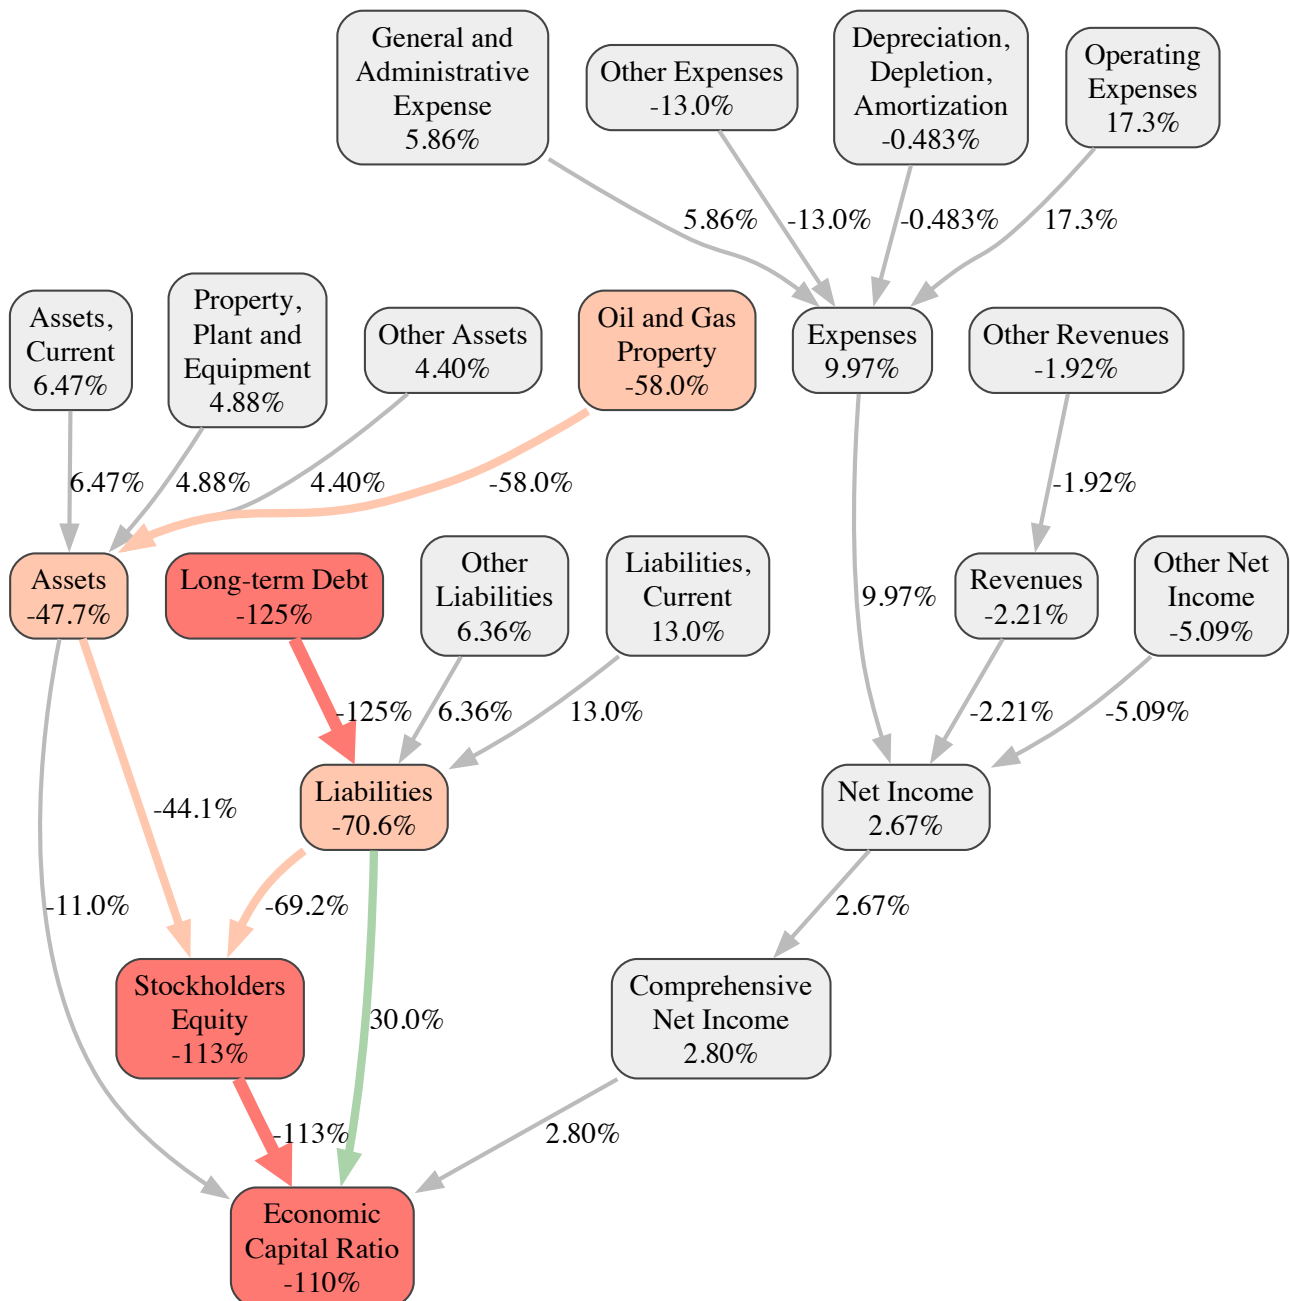 General and
Administrative
Expense
5.86%
Other Expenses
-13.0%
Depreciation,
Depletion,
Amortization
-0.483%
Operating
Expenses
17.3%
5.86%
-13.0%
-0.483%
17.3%
Assets,
Current
6.47%
Property,
Plant and
Equipment
4.88%
Other Assets
4.40%
Oil and Gas
Property
-58.0%
Expenses
9.97%
Other Revenues
-1.92%
6.47%
4.88%
4.40%
-58.0%
-1.92%
Assets
-47.7%
Long-term Debt
-125%
Other
Liabilities
6.36%
Liabilities,
Current
13.0%
9.97%
Revenues
-2.21%
Other Net
Income
-5.09%
-125%
6.36%
13.0%
-2.21%
-5.09%
-44.1%
Liabilities
-70.6%
Net Income
2.67%
-11.0%
-69.2%
2.67%
Stockholders
Equity
-113%
30.0%
Comprehensive
Net Income
2.80%
-113%
2.80%
Economic
Capital Ratio
-110%